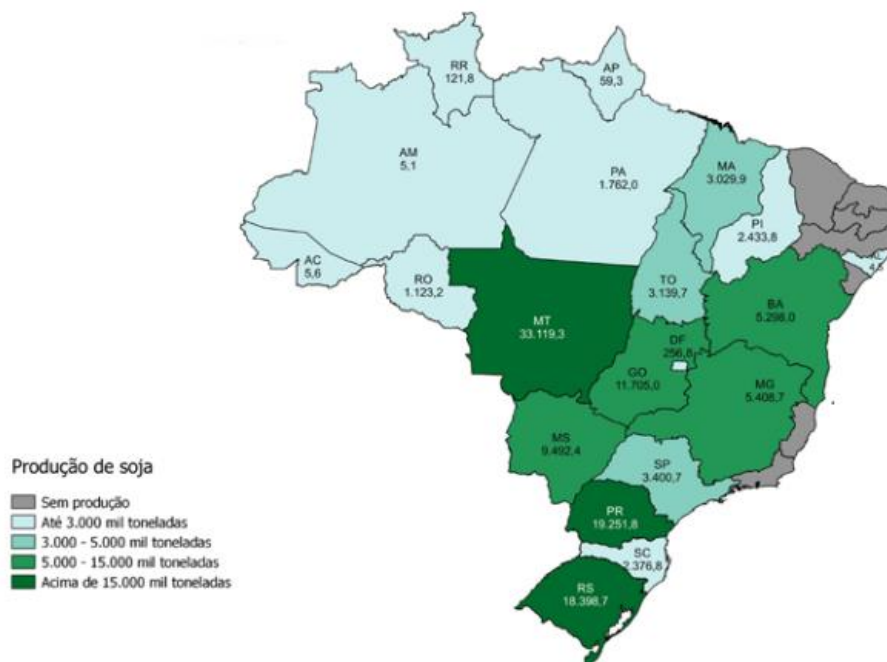 RR
121,8
AP
59,3
AM
5,1
PA
1.762,0
MA
3.029,9
PI
2.433,8
AC
5,6
RO
1.123,2
TO
3.139,7
BA
5.298,0
MT
33.119,3
DF
256,8
GO
11.705,0
MG
5.408,7
MS
9.492,4
SP
3.400,7
PR
19.251,8
SC
2.376,8
RS
18.398,7
Produção de soja
Sem produção
Até 3.000 mil toneladas
3.000 - 5.000 mil toneladas
5.000 - 15.000 mil toneladas
Acima de 15.000 mil toneladas